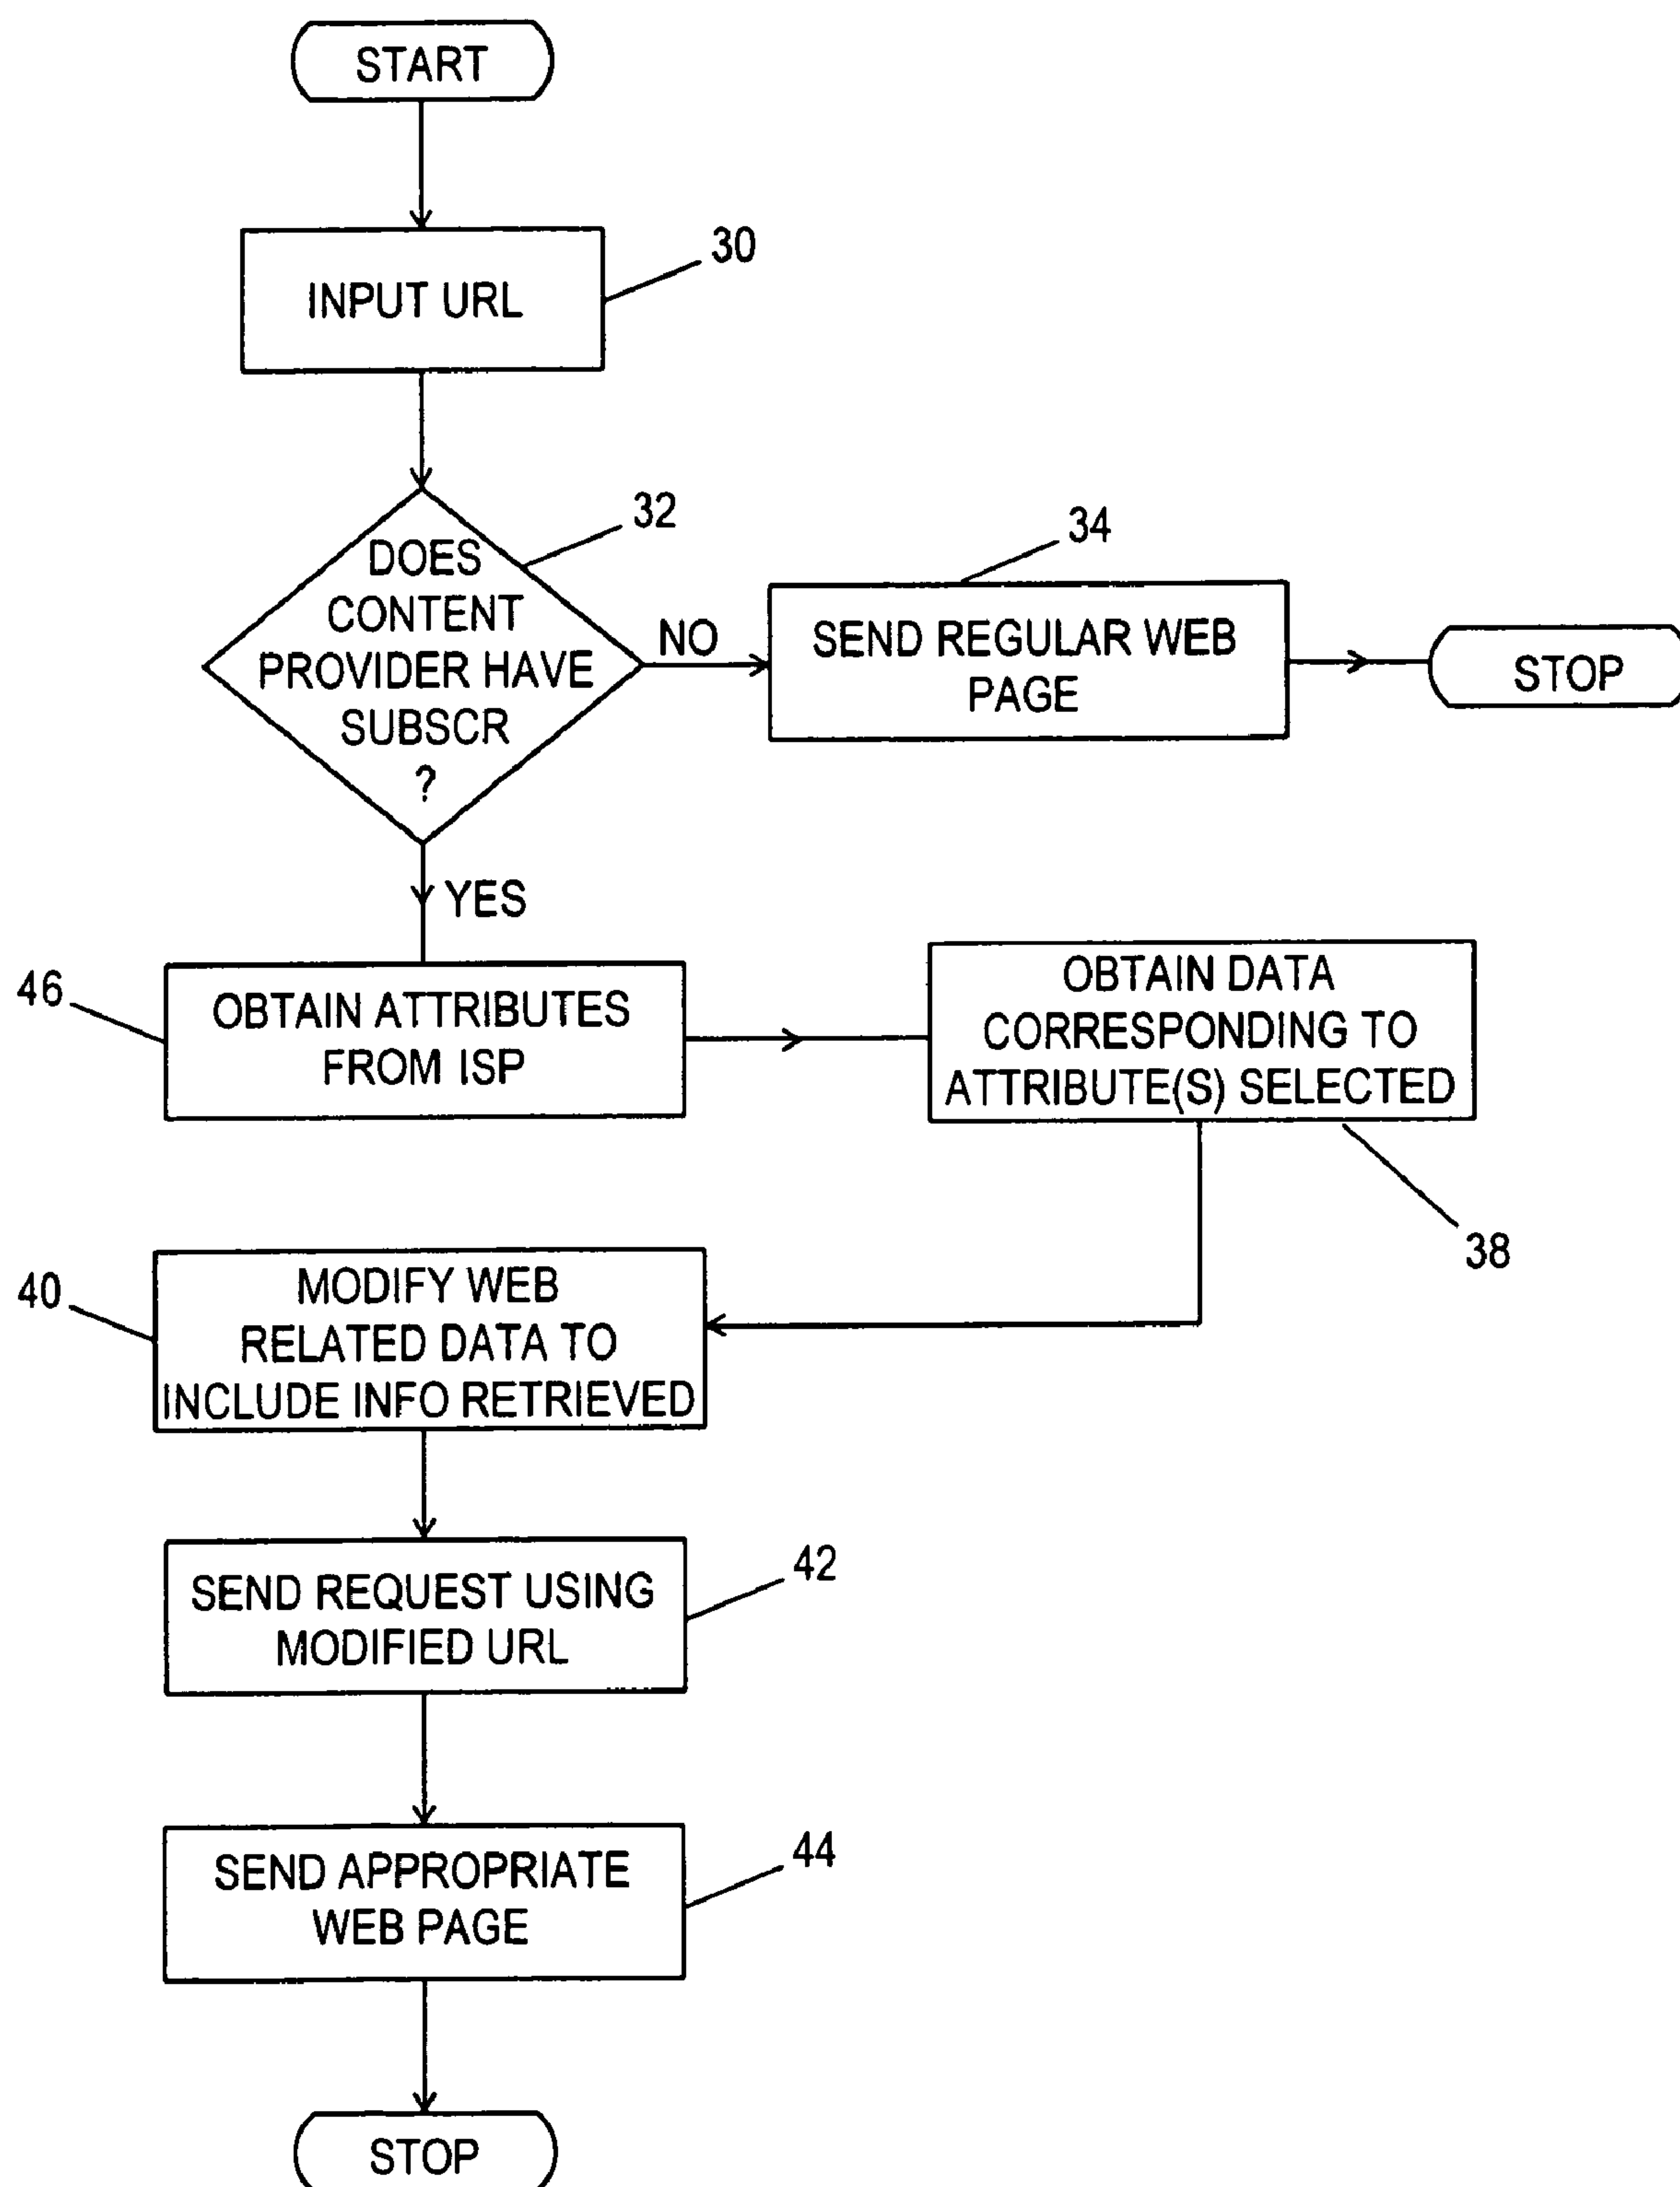 START
30
INPUT URL
32
DOES
CONTENT
PROVIDER HAVE
SUBSCR
?
NO
34
SEND REGULAR WEB
PAGE
STOP
YES
46
OBTAIN ATTRIBUTES
FROM ISP
OBTAIN DATA
CORRESPONDING TO
ATTRIBUTE(S) SELECTED
38
40
MODIFY WEB
RELATED DATA TO
INCLUDE INFO RETRIEVED
42
SEND REQUEST USING
MODIFIED URL
44
SEND APPROPRIATE
WEB PAGE
STOP